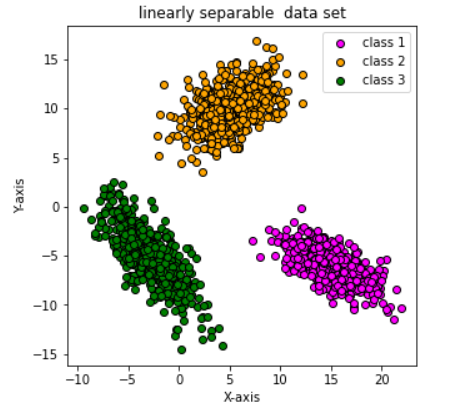 linearly separable data set
class 1
class 2
class 3
Y-axis
15
10
5
0
−5
−10
−15
−10
−5
0
5
10
15
20
X-axis